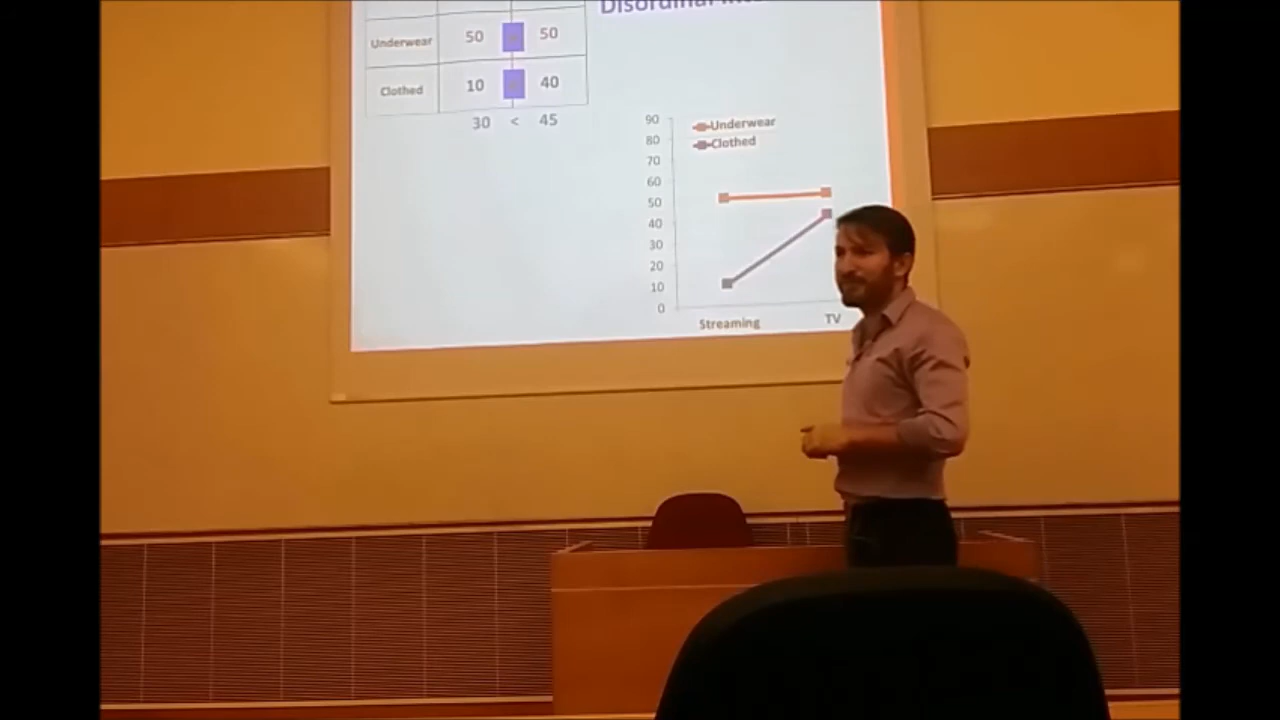 Disordinal
Underwear 50 50
Clothed 10 40
30 < 45
90
80
70
60
50
40
30
20
10
0
Underwear
Clothed
Streaming TV